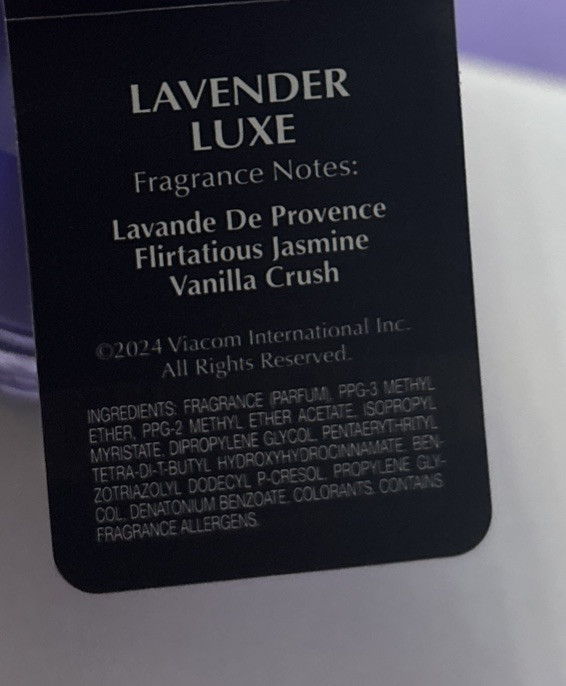 LAVENDER
LUXE
Fragrance Notes:
Lavande De Provence
Flirtatious Jasmine
Vanilla Crush
©2024 Viacom International Inc.
All Rights Reserved.
INGREDIENTS: FRAGRANCE (PARFUM), PPG-3 METHYL
ETHER, PPG-2 METHYL ETHER ACETATE, ISOPROPYL
MYRISTATE, DIPROPYLENE GLYCOL, PENTAERYTHRITYL
TETRA-DI-T-BUTYL HYDROXYHYDROCINNAMATE, BEN-
ZOTRIAZOLYL DODECYL P-CRESOL, PROPYLENE GLY-
COL, DENATONIUM BENZOATE, COLORANTS. CONTAINS
FRAGRANCE ALLERGENS.